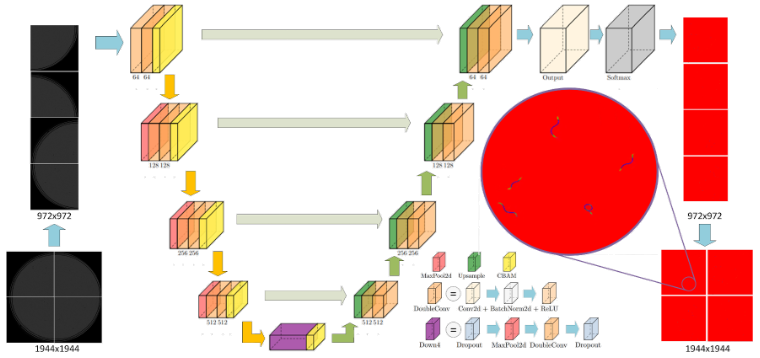 64 64
64 64
Output
Softmax
128 128
128 128
972x972
972x972
256 256
256 256
MaxPool2d
Upsample
CBAM
512 512
512 512
DoubleConv = Conv2d + BatchNorm2d + ReLU
Down4 = Dropout MaxPool2d DoubleConv Dropout
1944x1944
1944x1944